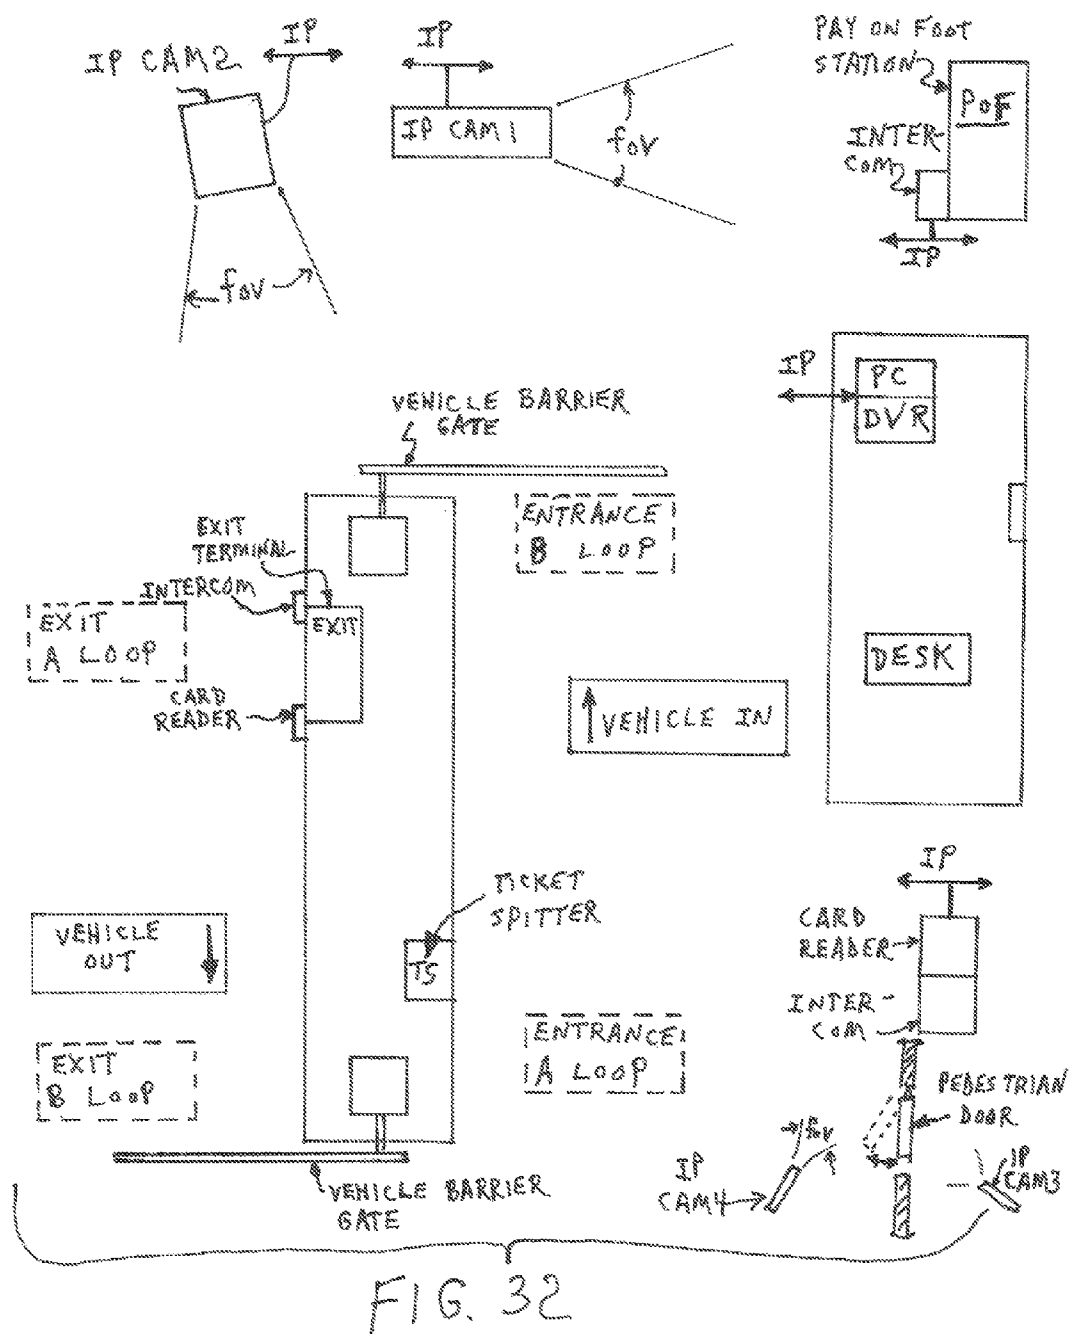 IP CAM2
IP
fov
IP
IP CAM1
fov
PAY ON FOOT
STATION
POF
INTER-
COM
IP
IP
PC
DVR
DESK
VEHICLE BARRIER
GATE
ENTRANCE
B LOOP
EXIT
TERMINAL
INTERCOM
EXIT
EXIT
A LOOP
CARD
READER
VEHICLE IN
TICKET
SPITTER
TS
VEHICLE
OUT
EXIT
B LOOP
ENTRANCE
A LOOP
VEHICLE BARRIER
GATE
IP
CARD
READER
INTER-
COM
PEDESTRIAN
DOOR
fov
IP
CAM4
IP
CAM3
FIG. 32